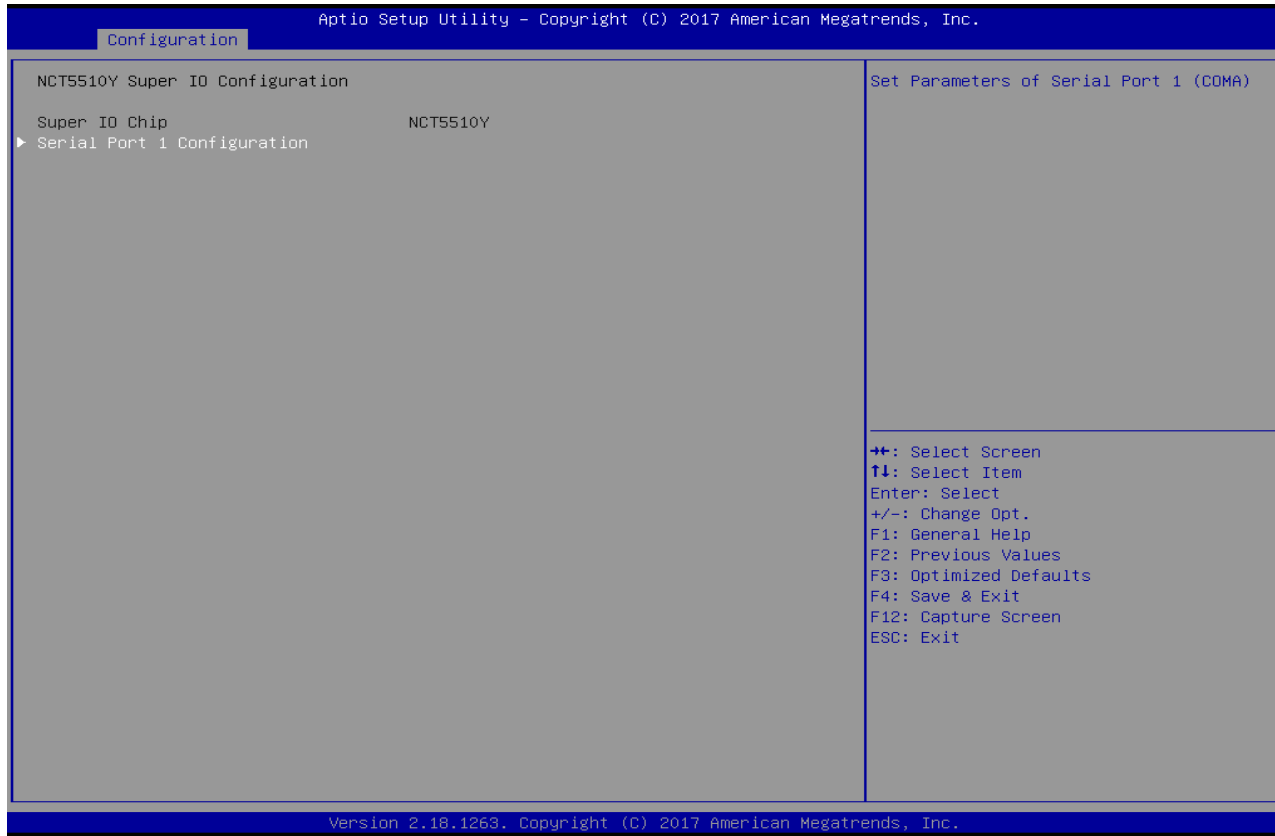 Aptio Setup Utility – Copyright (C) 2017 American Megatrends, Inc.
Configuration
NCT5510Y Super IO Configuration
Super IO Chip NCT5510Y
Serial Port 1 Configuration
Set Parameters of Serial Port 1 (COMA)
→←: Select Screen
↑↓: Select Item
Enter: Select
+/-: Change Opt.
F1: General Help
F2: Previous Values
F3: Optimized Defaults
F4: Save & Exit
F12: Capture Screen
ESC: Exit
Version 2.18.1263. Copyright (C) 2017 American Megatrends, Inc.